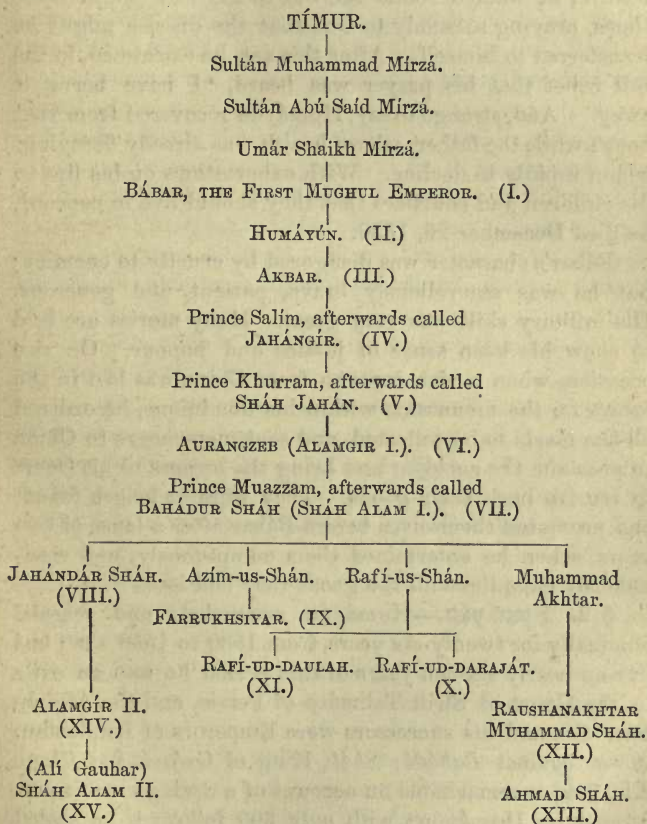 TÍMUR.
Sultán Muhammad Mírzá.
Sultán Abú Saíd Mírzá.
Umár Shaikh Mírzá.
BÁBAR, THE FIRST MUGHUL EMPEROR. (I.)
HUMÁYÚN. (II.)
AKBAR. (III.)
Prince Salím, afterwards called
JAHÁNGÍR. (IV.)
Prince Khurram, afterwards called
SHÁH JAHÁN. (V.)
AURANGZEB (ALAMGIR I.). (VI.)
Prince Muazzam, afterwards called
BAHÁDUR SHÁH (SHÁH ALAM I.). (VII.)
JAHÁNDÁR SHÁH.
(VIII.)
Azím-us-Shán.
Rafí-us-Shán.
Muhammad
Akhtar.
FARRUKHSIYAR. (IX.)
RAFÍ-UD-DAULAH.
(XI.)
RAFÍ-UD-DARAJÁT.
(X.)
ALAMGÍR II.
(XIV.)
RAUSHANAKHTAR
MUHAMMAD SHÁH.
(XII.)
(Alí Gauhar)
SHÁH ALAM II.
(XV.)
AHMAD SHÁH.
(XIII.)